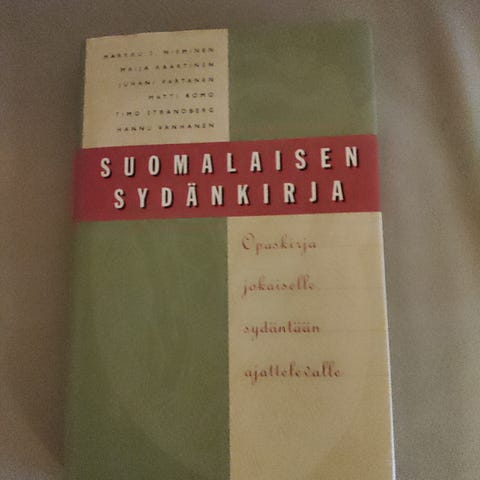 MARKKU S. NIEMINEN
MAIJA KAARTINEN
JUHANI PARTANEN
MATTI ROMO
TIMO STRANDBERG
HANNU VANHANEN
SUOMALAISEN
SYDÄNKIRJA
Opaskirja
jokaiselle
sydäntään
ajattelevalle